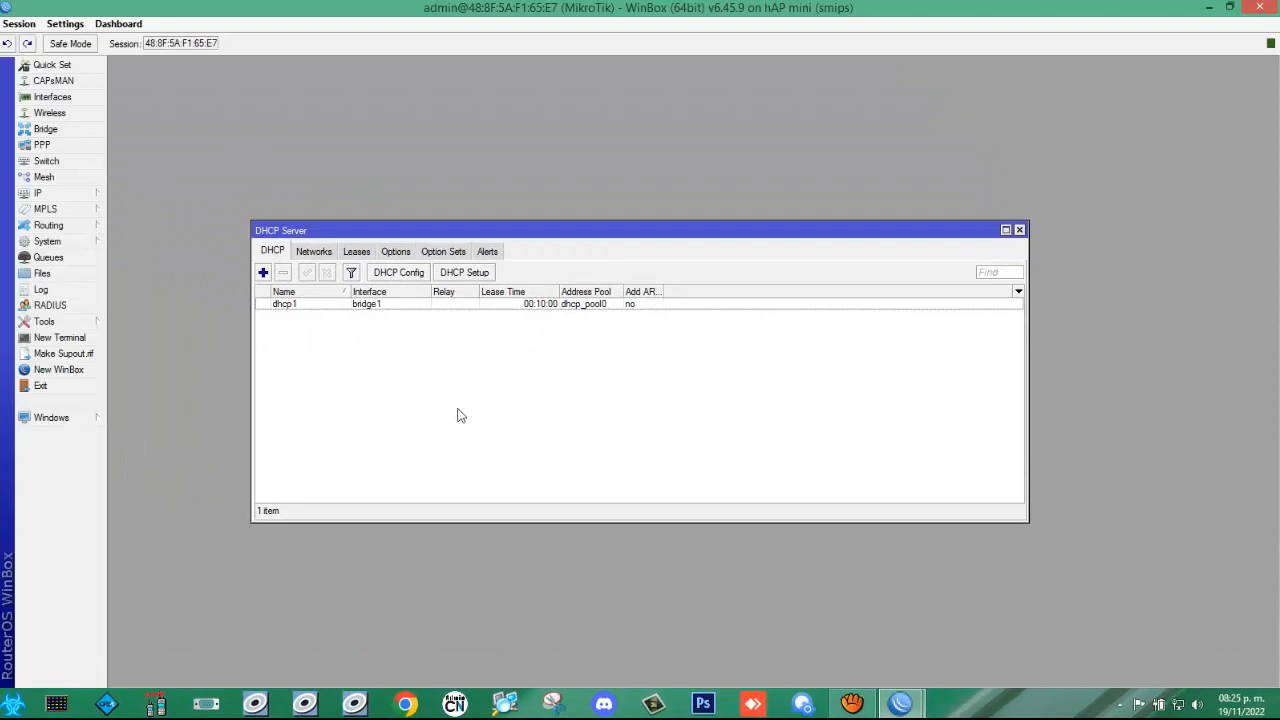 admin@48:8F:5A:F1:65:E7 (MikroTik) - WinBox (64bit) v6.45.9 on hAP mini (smips)
Session Settings Dashboard
Safe Mode Session: 48:8F:5A:F1:65:E7
Quick Set
CAPsMAN
Interfaces
Wireless
Bridge
PPP
Switch
Mesh
IP
MPLS
Routing
System
Queues
Files
Log
RADIUS
Tools
New Terminal
Make Supout.rif
New WinBox
Exit
Windows
RouterOS WinBox
DHCP Server
DHCP Networks Leases Options Option Sets Alerts
DHCP Config DHCP Setup Find
Name Interface Relay Lease Time Address Pool Add AR...
dhcp1 bridge1 00:10:00 dhcp_pool0 no
1 item
CN
Ps
08:25 p. m.
19/11/2022